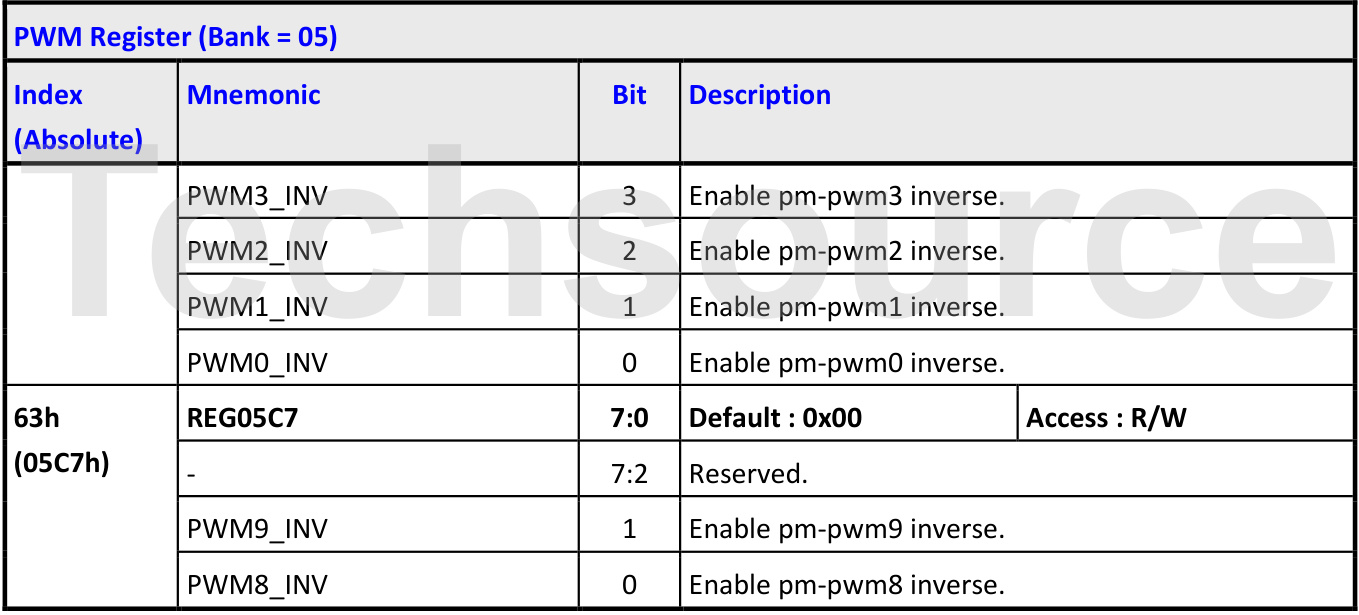 PWM Register (Bank = 05)
Index
(Absolute)
Mnemonic
Bit
Description
PWM3_INV 3 Enable pm-pwm3 inverse.
PWM2_INV 2 Enable pm-pwm2 inverse.
PWM1_INV 1 Enable pm-pwm1 inverse.
PWM0_INV 0 Enable pm-pwm0 inverse.
63h
(05C7h)
REG05C7 7:0 Default : 0x00 Access : R/W
- 7:2 Reserved.
PWM9_INV 1 Enable pm-pwm9 inverse.
PWM8_INV 0 Enable pm-pwm8 inverse.
Techsource